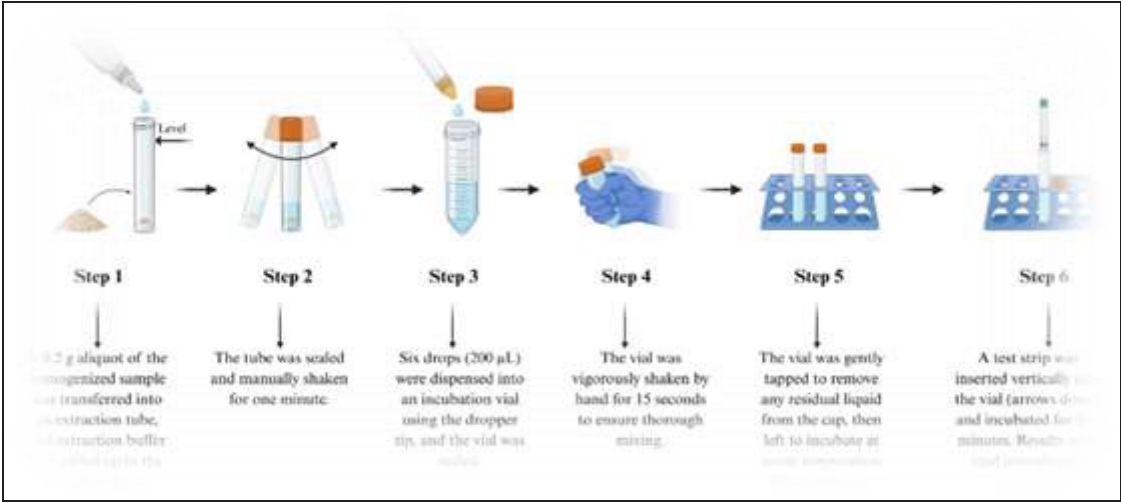 Level
Step 1
Step 2
Step 3
Step 4
Step 5
Step 6
g aliquot of the
sample
transferred into
extraction tube,
extraction buffer
The tube was sealed
and manually shaken
for one minute.
Six drops (200 µL)
were dispensed into
an incubation vial
using the dropper
tip, and the vial was
The vial was
vigorously shaken by
hand for 15 seconds
to ensure thorough
mixing.
The vial was gently
tapped to remove
any residual liquid
from the cap, then
left to incubate at
A test strip
inserted vertically
the vial (arrows
and incubated for
minutes.